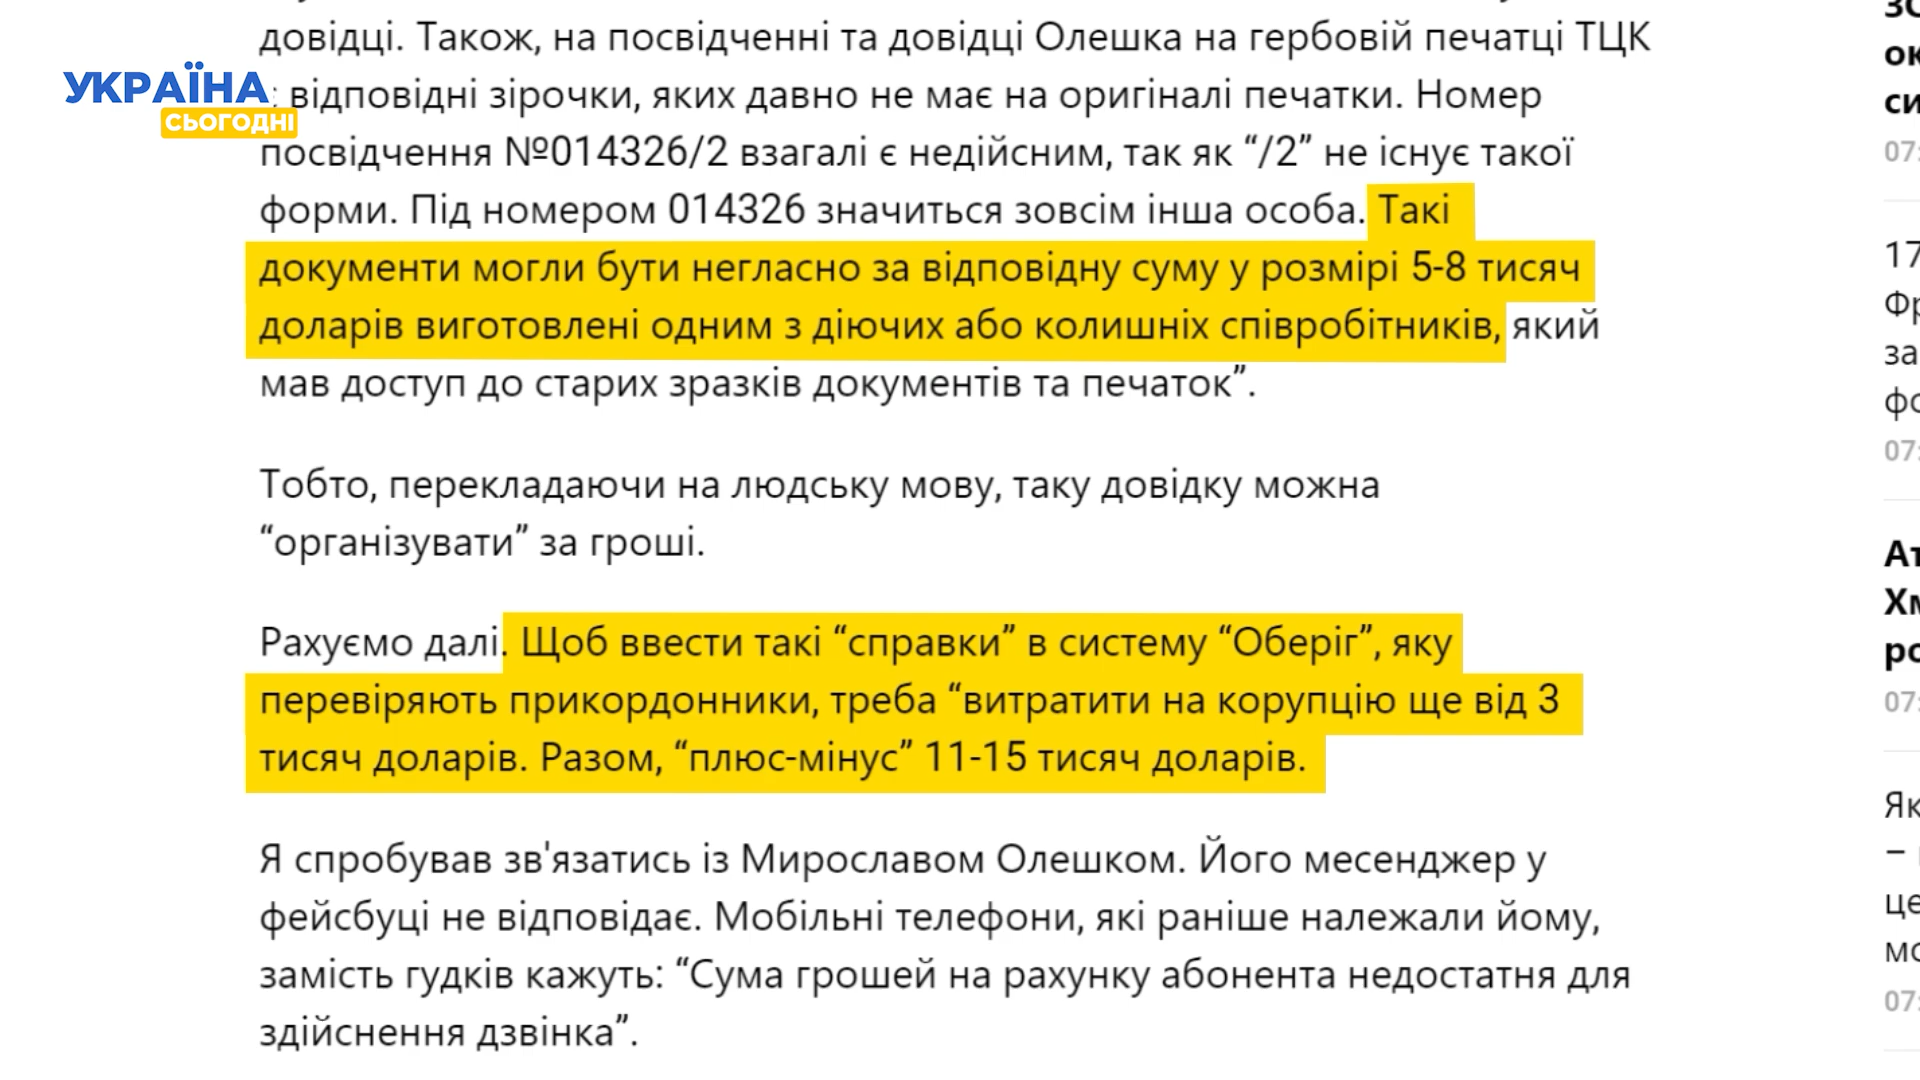 довідці. Також, на посвідченні та довідці Олешка на гербовій печатці ТЦК
УКРАЇНА
СЬОГОДНІ
відповідні зірочки, яких давно не має на оригіналі печатки. Номер
посвідчення №014326/2 взагалі є недійсним, так як “/2” не існує такої
форми. Під номером 014326 значиться зовсім інша особа. Такі
документи могли бути негласно за відповідну суму у розмірі 5-8 тисяч
доларів виготовлені одним з діючих або колишніх співробітників, який
мав доступ до старих зразків документів та печаток”.
Тобто, перекладаючи на людську мову, таку довідку можна
“організувати” за гроші.
Рахуємо далі. Щоб ввести такі “справки” в систему “Оберіг”, яку
перевіряють прикордонники, треба “витратити на корупцію ще від 3
тисяч доларів. Разом, “плюс-мінус” 11-15 тисяч доларів.
Я спробував зв'язатись із Мирославом Олешком. Його месенджер у
фейсбуці не відповідає. Мобільні телефони, які раніше належали йому,
замість гудків кажуть: “Сума грошей на рахунку абонента недостатня для
здійснення дзвінка”.
17
за
07:
07:
07:
07: